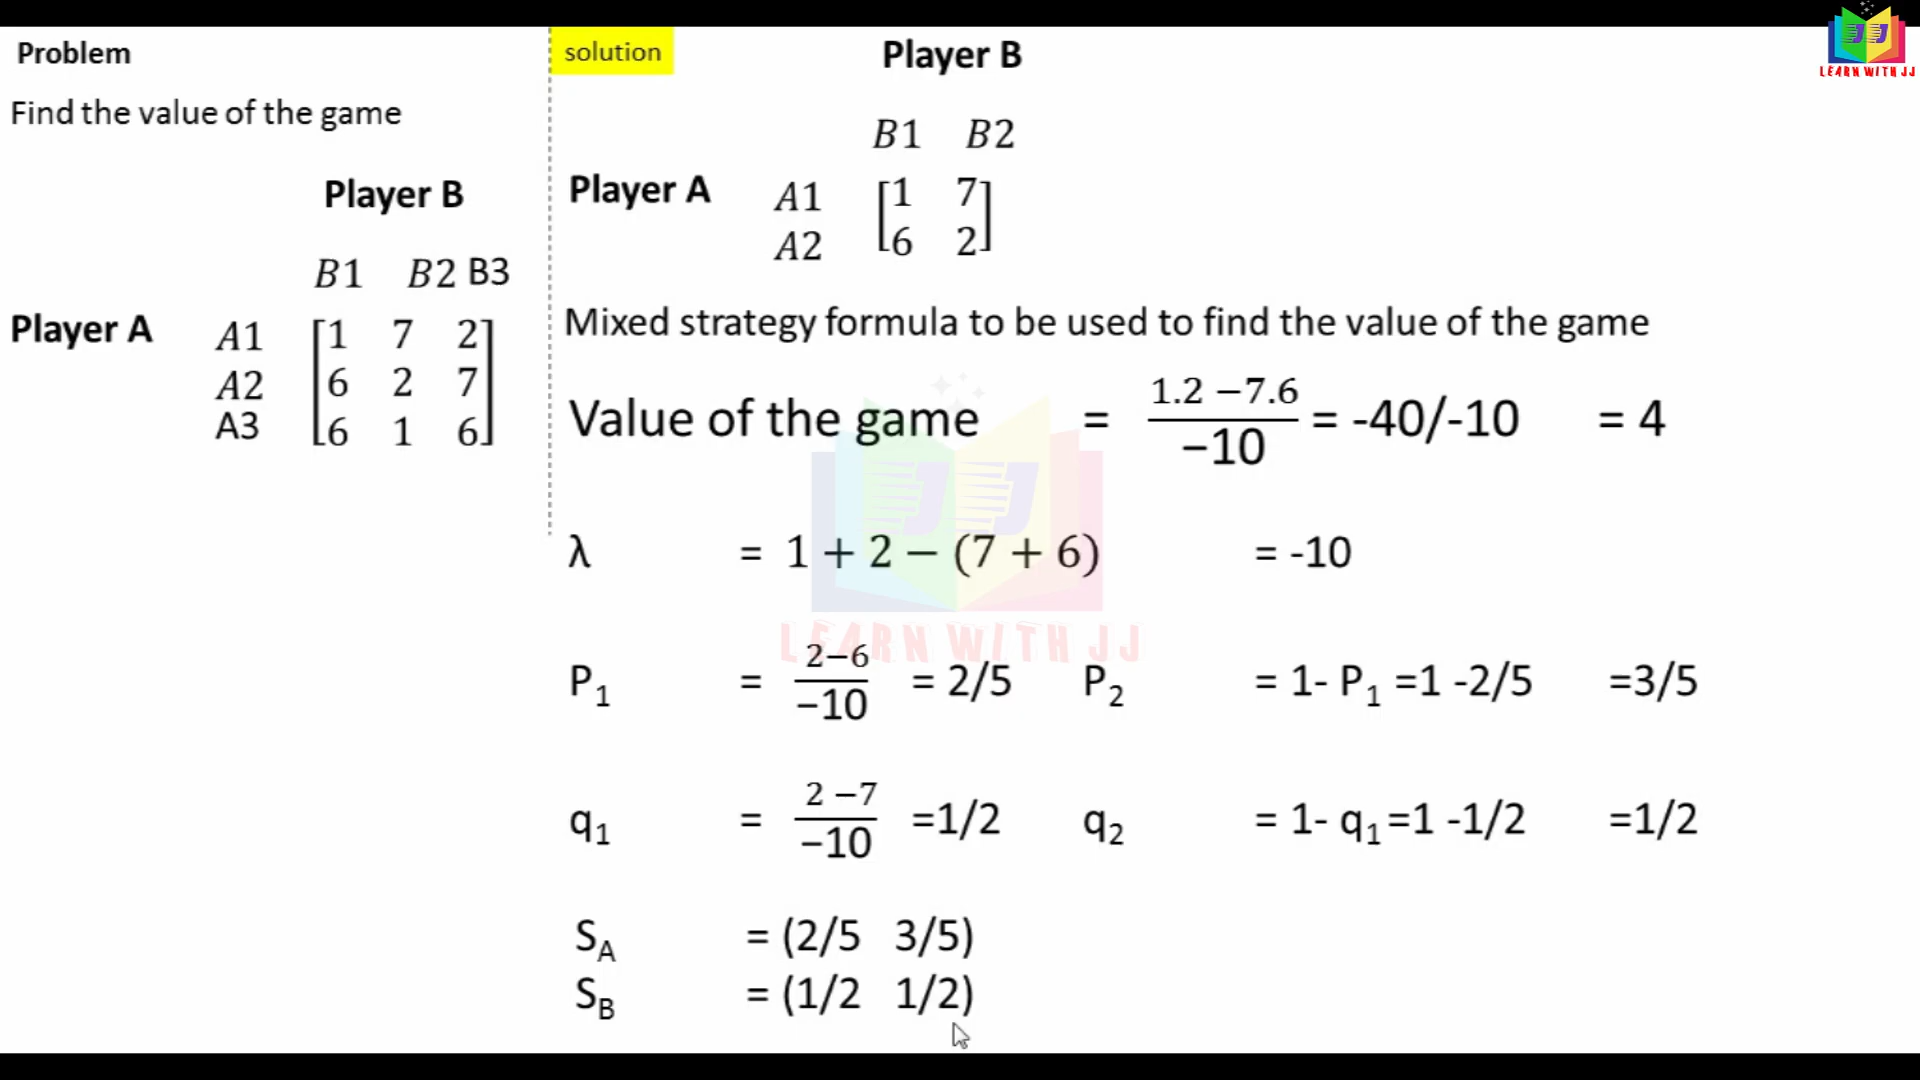 Problem
Find the value of the game
Player B
B1 B2 B3
Player A A1 [1 7 2]
A2 6 2 7
A3 6 1 6
solution
Player B
B1 B2
Player A A1 [1 7]
A2 6 2
Mixed strategy formula to be used to find the value of the game
Value of the game = (1.2 −7.6)/−10 = -40/-10 = 4
λ = 1 + 2 − (7 + 6) = -10
P1 = (2−6)/−10 = 2/5 P2 = 1- P1 =1 -2/5 =3/5
q1 = (2 −7)/−10 =1/2 q2 = 1- q1 =1 -1/2 =1/2
SA = (2/5 3/5)
SB = (1/2 1/2)
JJ
LEARN WITH JJ
JJ
LEARN WITH JJ